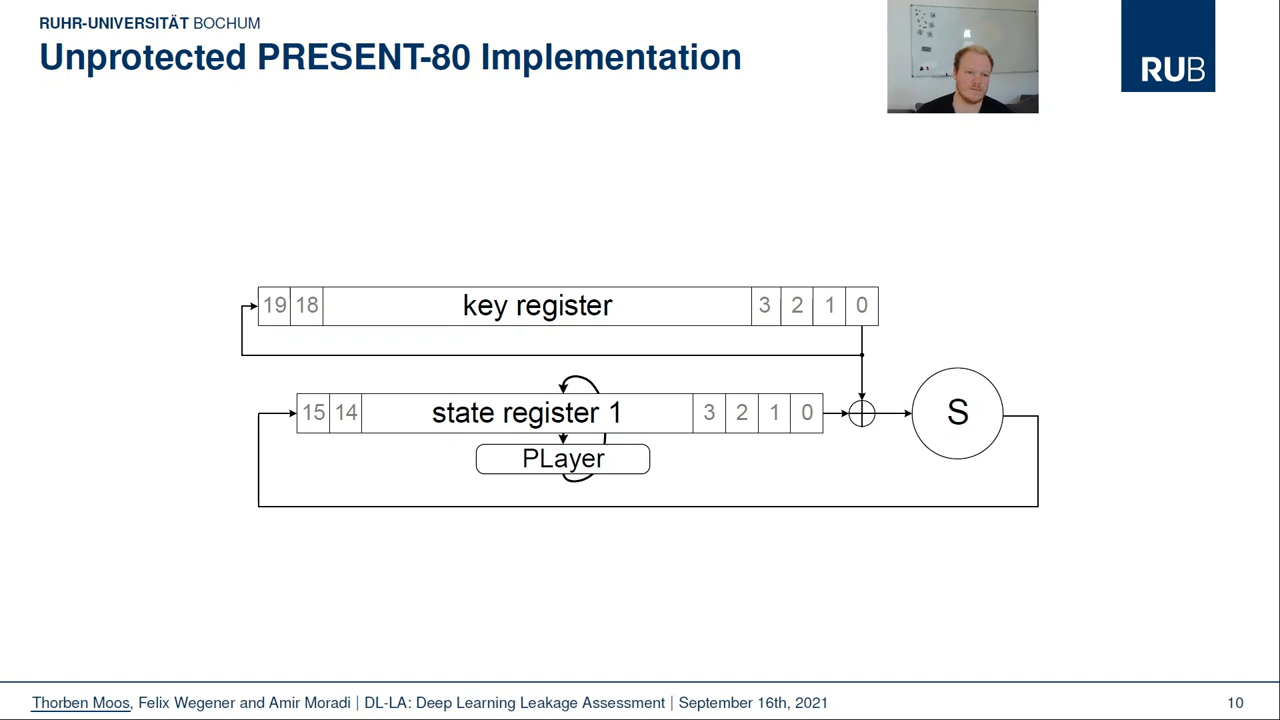 RUHR-UNIVERSITÄT BOCHUM
Unprotected PRESENT-80 Implementation
RUB
19 18 key register 3 2 1 0
15 14 state register 1 3 2 1 0
S
PLayer
Thorben Moos, Felix Wegener and Amir Moradi | DL-LA: Deep Learning Leakage Assessment | September 16th, 2021
10